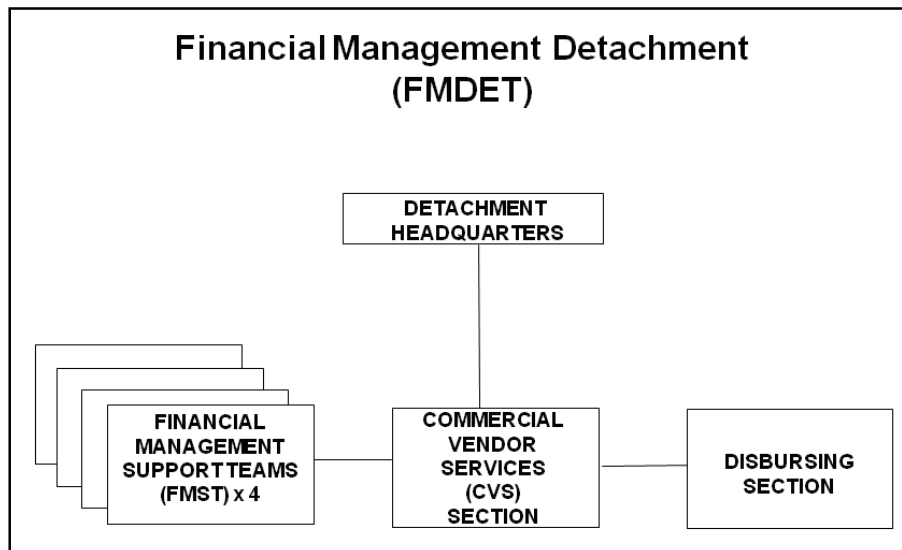 Financial Management Detachment
(FMDET)
DETACHMENT
HEADQUARTERS
FINANCIAL
MANAGEMENT
SUPPORT TEAMS
(FMST) x 4
COMMERCIAL
VENDOR
SERVICES
(CVS)
SECTION
DISBURSING
SECTION